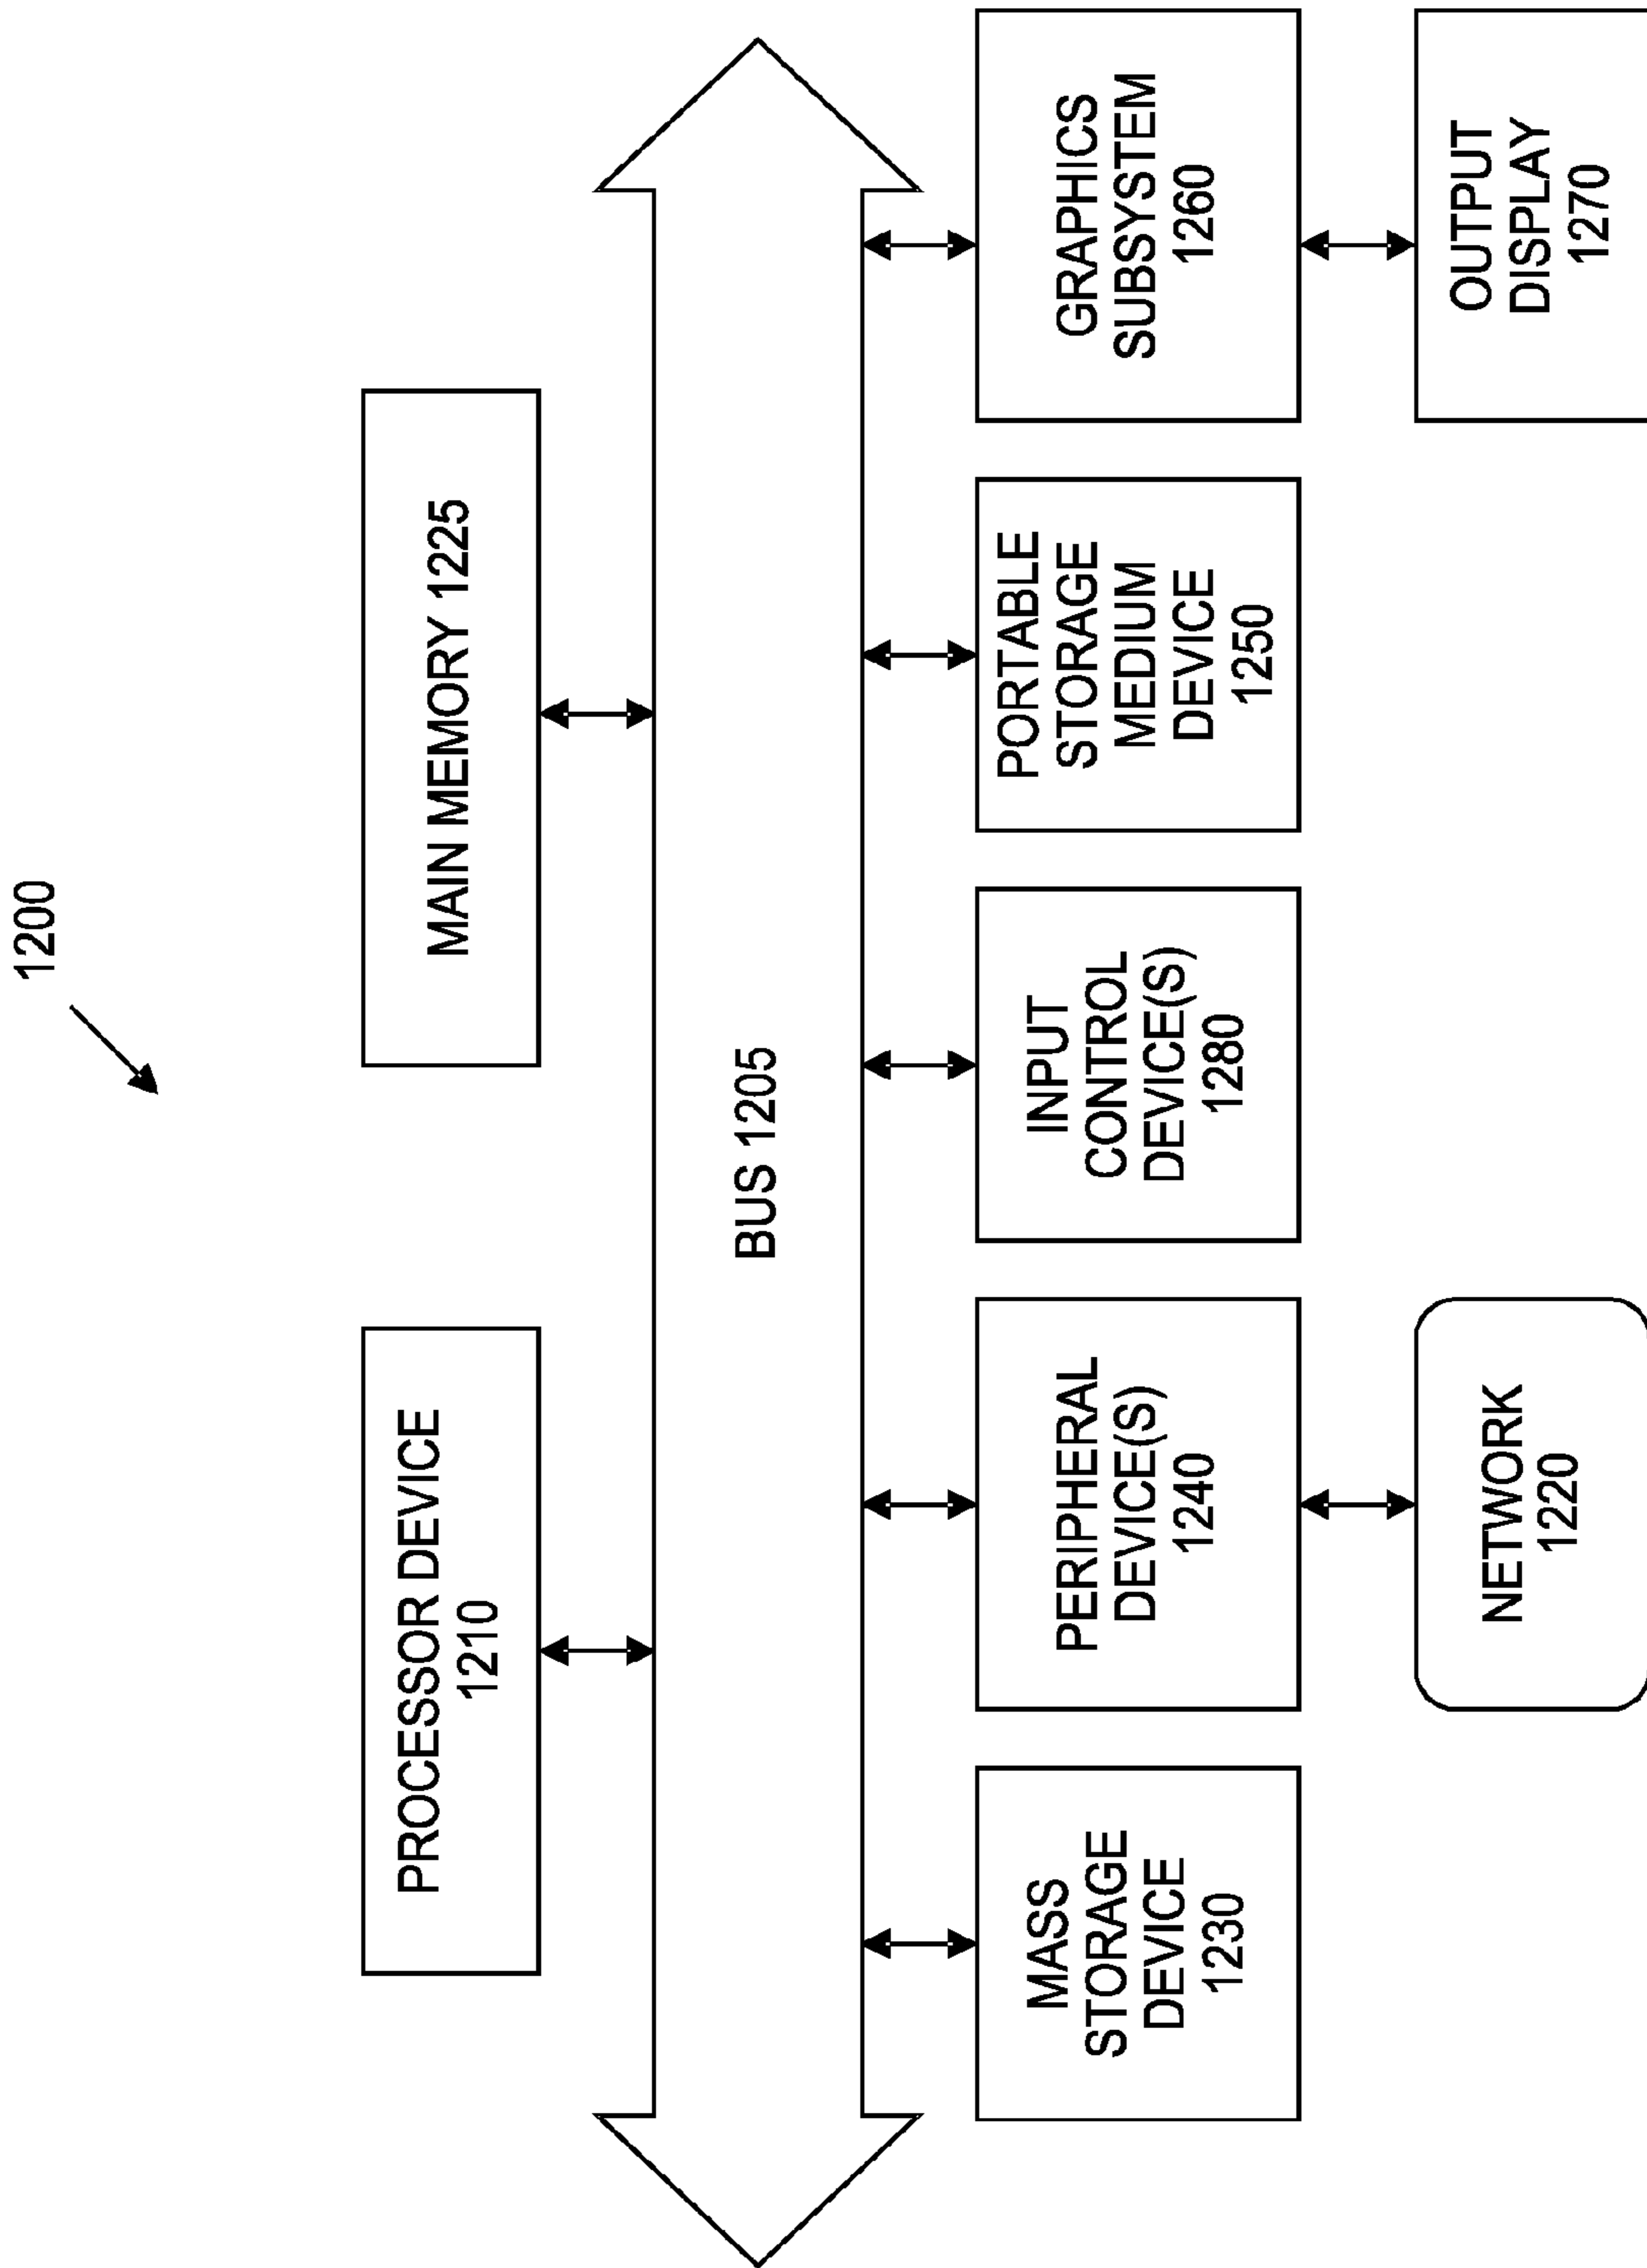 1200
PROCESSOR DEVICE
1210
MAIN MEMORY 1225
BUS 1205
MASS
STORAGE
DEVICE
1230
PERIPHERAL
DEVICE(S)
1240
INPUT
CONTROL
DEVICE(S)
1280
PORTABLE
STORAGE
MEDIUM
DEVICE
1250
GRAPHICS
SUBSYSTEM
1260
NETWORK
1220
OUTPUT
DISPLAY
1270